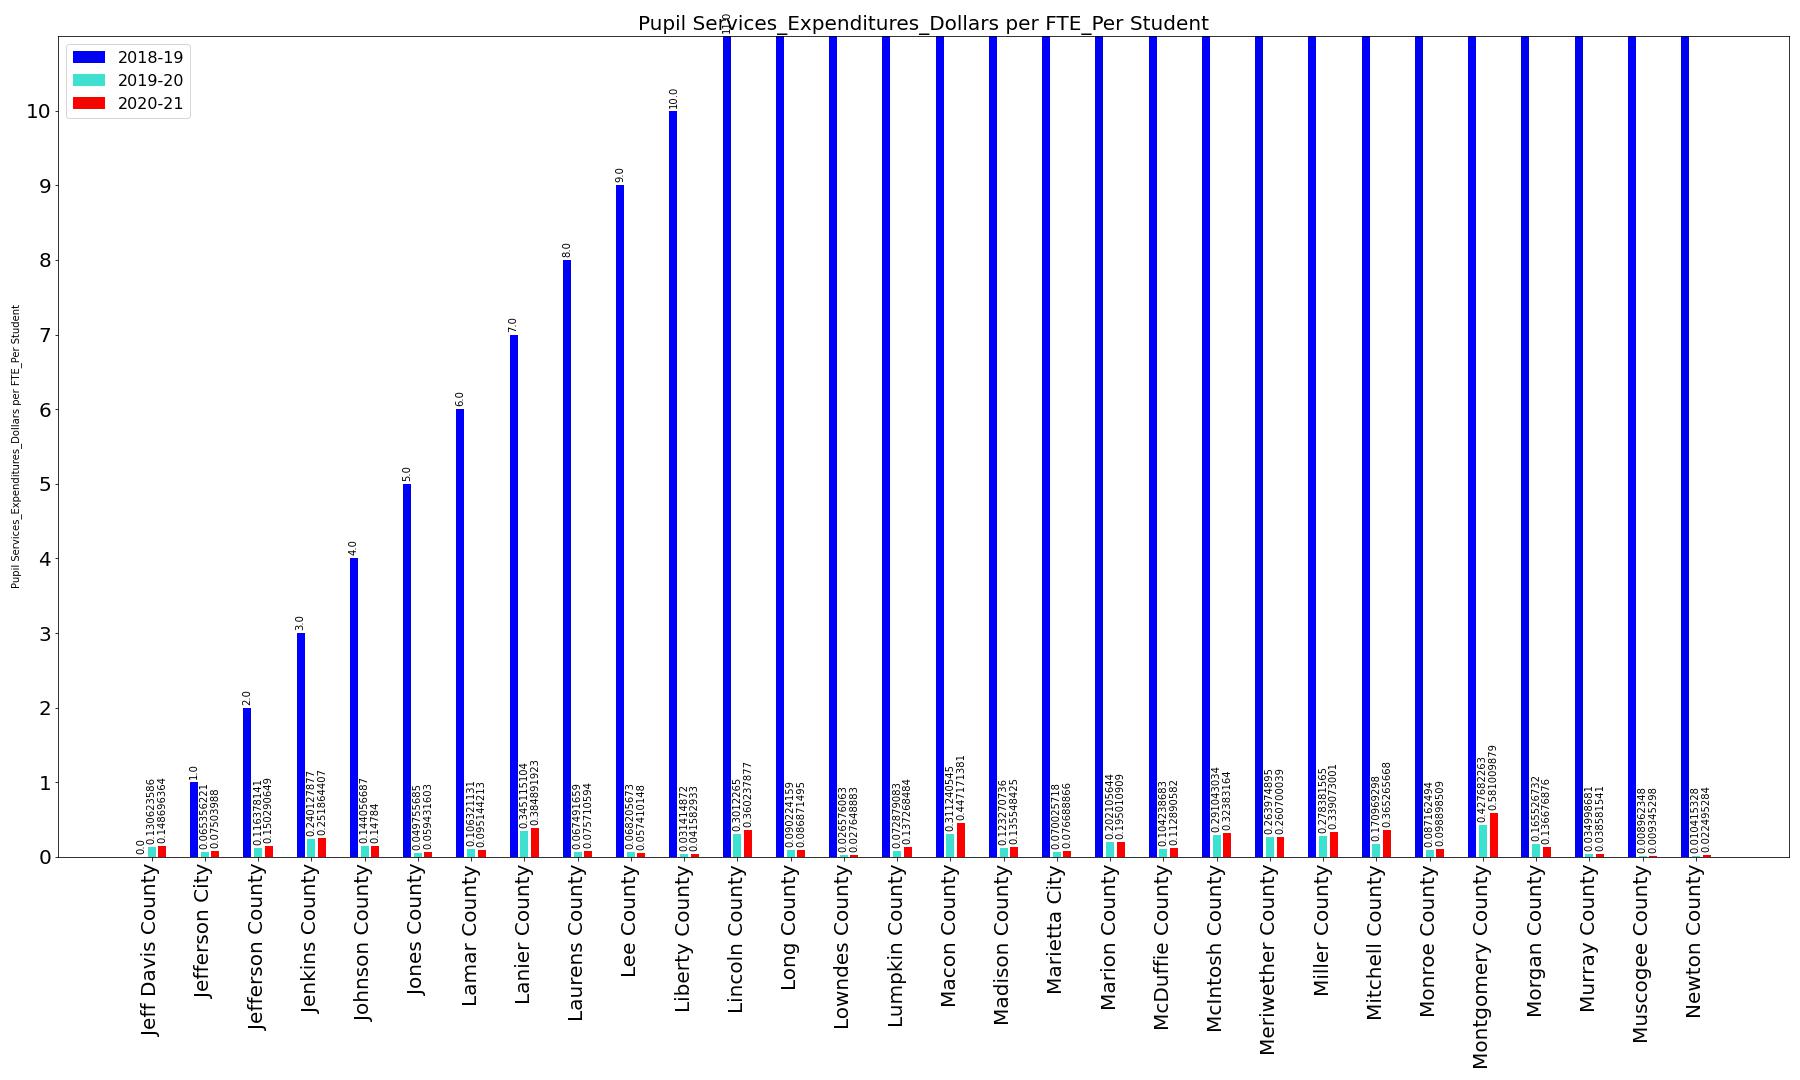 Pupil Services_Expenditures_Dollars per FTE_Per Student
2018-19
2019-20
2020-21
Pupil Services_Expenditures_Dollars per FTE_Per Student
10
9
8
7
6
5
4
3
2
1
0
0.0
0.130623586
0.148696364
1.0
0.065356221
0.07503988
2.0
0.116378141
0.150290649
3.0
0.240127877
0.251864407
4.0
0.144056687
0.14784
5.0
0.049755685
0.059431603
6.0
0.106321131
0.095144213
7.0
0.345115104
0.384891923
8.0
0.067491659
0.075710594
9.0
0.068205673
0.057410148
10.0
0.031414872
0.041582933
11.0
0.3012265
0.360237877
0.090224159
0.086871495
0.026576063
0.027648883
0.072879083
0.137268484
0.311240545
0.447171381
0.123270736
0.135548425
0.070025718
0.07668866
0.202105644
0.195010909
0.104238683
0.112890582
0.291043034
0.32383164
0.263974895
0.260700039
0.278381565
0.339073001
0.170969298
0.365265668
0.087162494
0.098898509
0.427682263
0.581009879
0.165526732
0.136676876
0.034998681
0.038581541
0.008962348
0.009345298
0.010415328
0.022495284
Jeff Davis County
Jefferson City
Jefferson County
Jenkins County
Johnson County
Jones County
Lamar County
Lanier County
Laurens County
Lee County
Liberty County
Lincoln County
Long County
Lowndes County
Lumpkin County
Macon County
Madison County
Marietta City
Marion County
McDuffie County
McIntosh County
Meriwether County
Miller County
Mitchell County
Monroe County
Montgomery County
Morgan County
Murray County
Muscogee County
Newton County